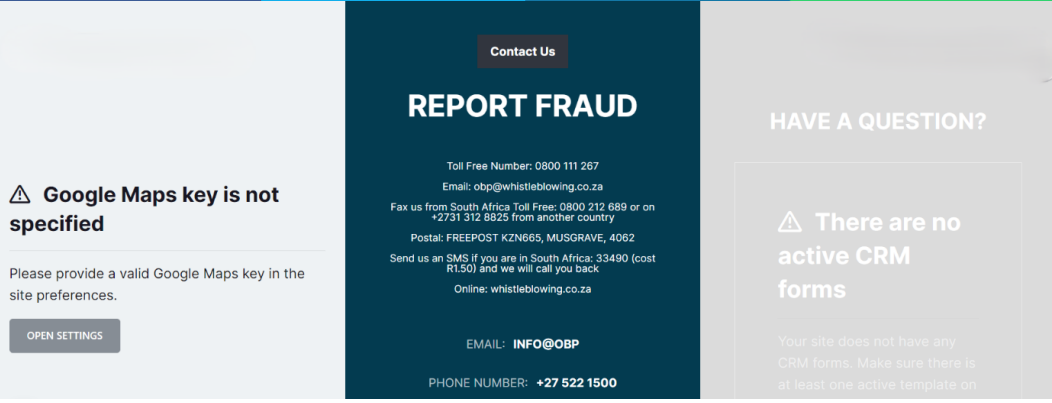 Google Maps key is not
specified
Please provide a valid Google Maps key in the
site preferences.
OPEN SETTINGS
Contact Us
REPORT FRAUD
Toll Free Number: 0800 111 267
Email: obp@whistleblowing.co.za
Fax us from South Africa Toll Free: 0800 212 689 or on
+2731 312 8825 from another country
Postal: FREEPOST KZN665, MUSGRAVE, 4062
Send us an SMS if you are in South Africa: 33490 (cost
R1.50) and we will call you back
Online: whistleblowing.co.za
EMAIL: INFO@OBP
PHONE NUMBER: +27 522 1500
HAVE A QUESTION?
There are no
active CRM
forms
Your site does not have any
CRM forms. Make sure there is
at least one active template on